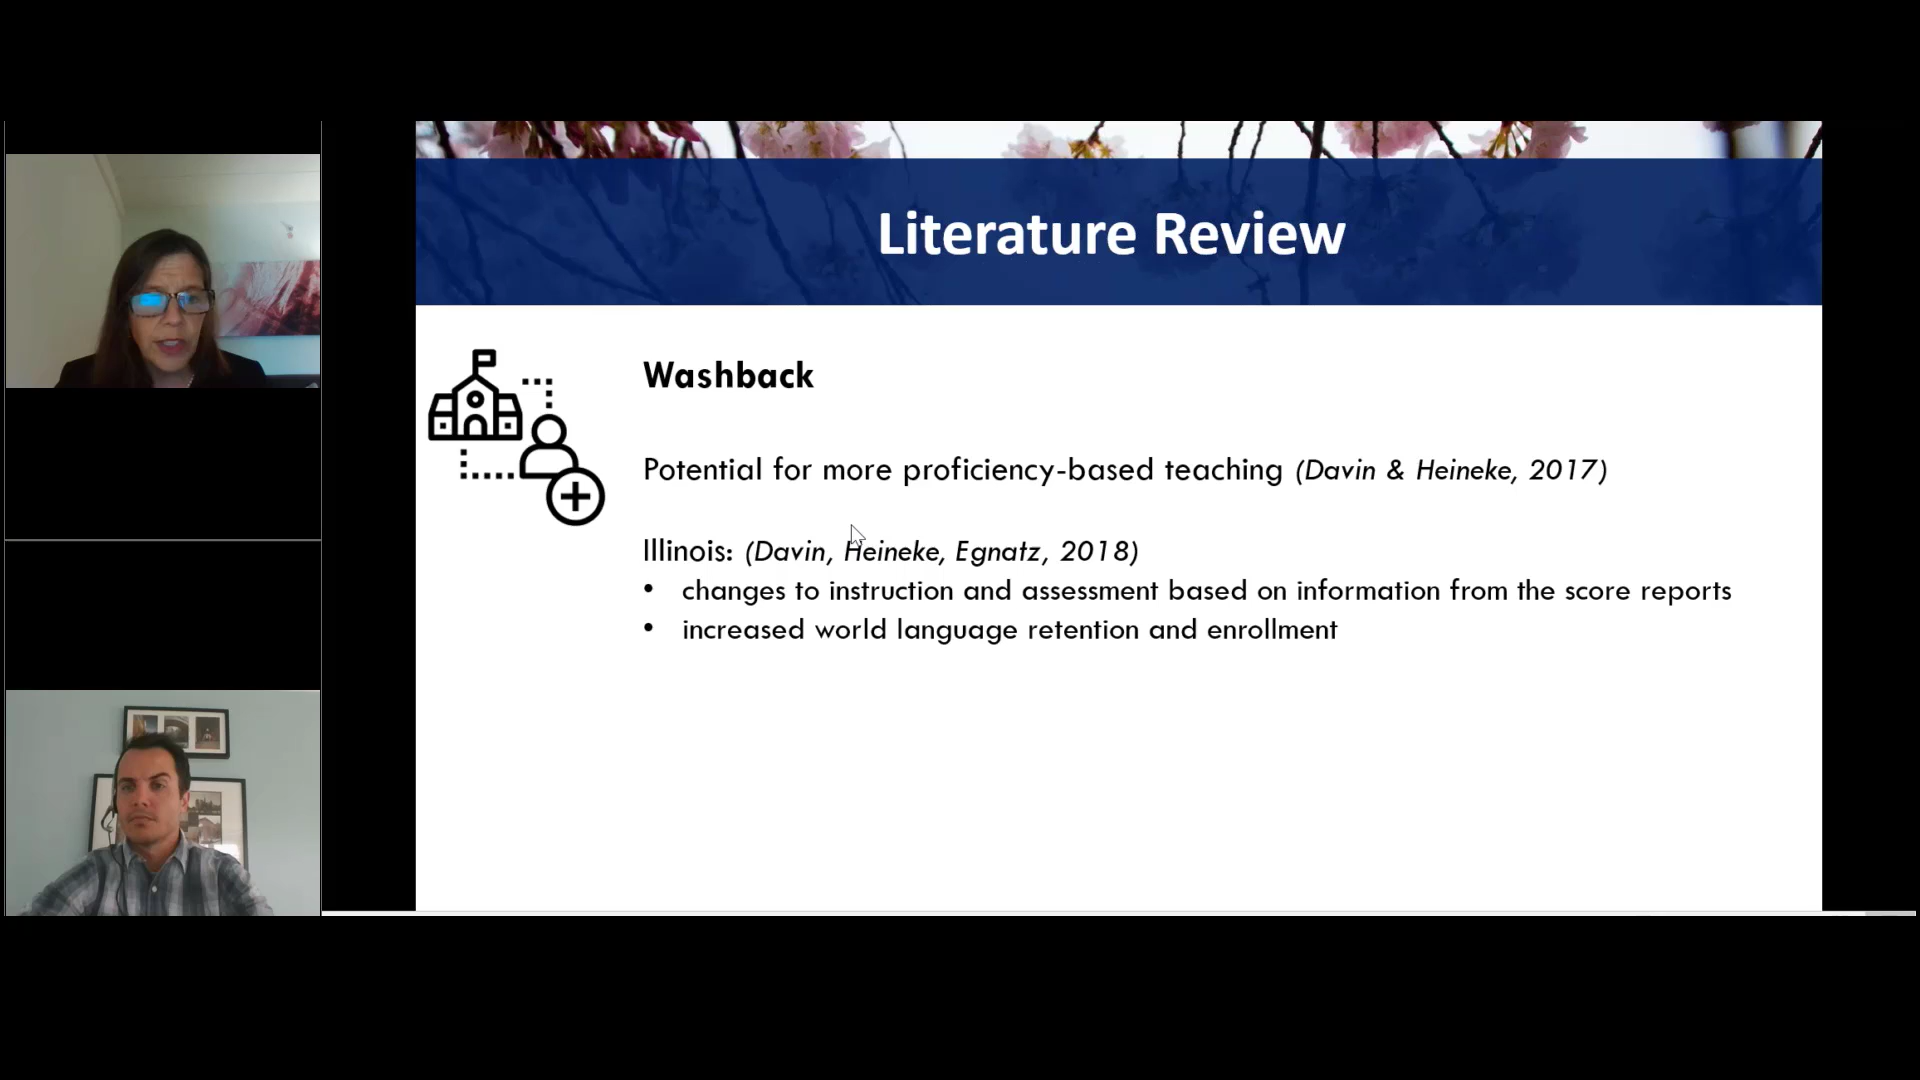 Literature Review
Washback
Potential for more proficiency-based teaching (Davin & Heineke, 2017)
Illinois: (Davin, Heineke, Egnatz, 2018)
• changes to instruction and assessment based on information from the score reports
• increased world language retention and enrollment